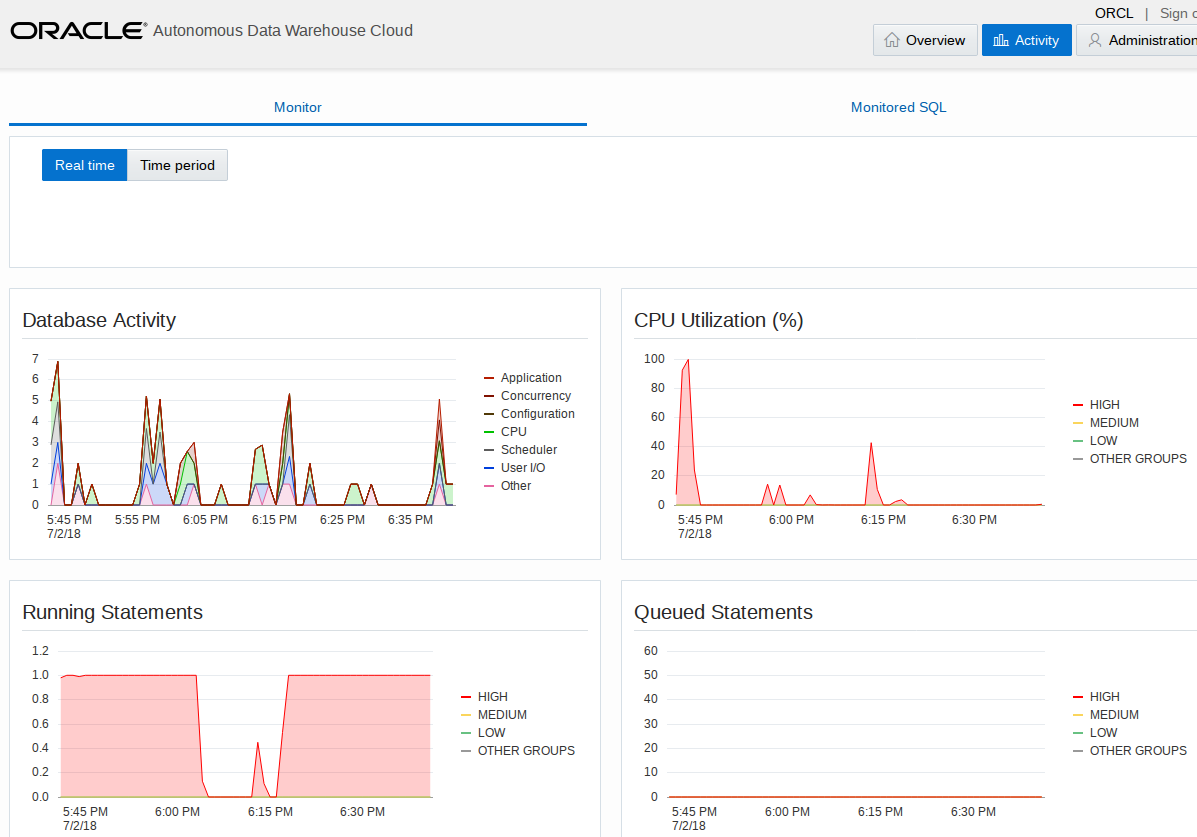 ORACLE® Autonomous Data Warehouse Cloud
ORCL | Sign
Overview Activity Administration
Monitor Monitored SQL
Real time Time period
Database Activity
7
6
5
4
3
2
1
0
5:45 PM 5:55 PM 6:05 PM 6:15 PM 6:25 PM 6:35 PM
7/2/18
Application
Concurrency
Configuration
CPU
Scheduler
User I/O
Other
CPU Utilization (%)
100
80
60
40
20
0
5:45 PM 6:00 PM 6:15 PM 6:30 PM
7/2/18
HIGH
MEDIUM
LOW
OTHER GROUPS
Running Statements
1.2
1.0
0.8
0.6
0.4
0.2
0.0
5:45 PM 6:00 PM 6:15 PM 6:30 PM
7/2/18
HIGH
MEDIUM
LOW
OTHER GROUPS
Queued Statements
60
50
40
30
20
10
0
5:45 PM 6:00 PM 6:15 PM 6:30 PM
7/2/18
HIGH
MEDIUM
LOW
OTHER GROUPS